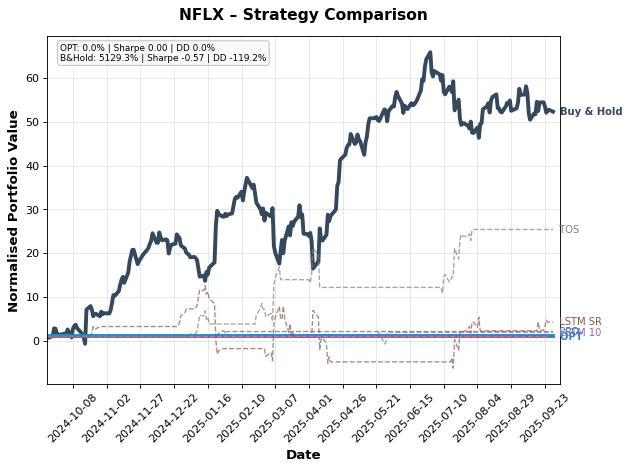 NFLX – Strategy Comparison
OPT: 0.0% | Sharpe 0.00 | DD 0.0%
B&Hold: 5129.3% | Sharpe -0.57 | DD -119.2%
Normalised Portfolio Value
60
50
40
30
20
10
0
Buy & Hold
TOS
LSTM SR
10
OPT
2024-10-08
2024-11-02
2024-11-27
2024-12-22
2025-01-16
2025-02-10
2025-03-07
2025-04-01
2025-04-26
2025-05-21
2025-06-15
2025-07-10
2025-08-04
2025-08-29
2025-09-23
Date